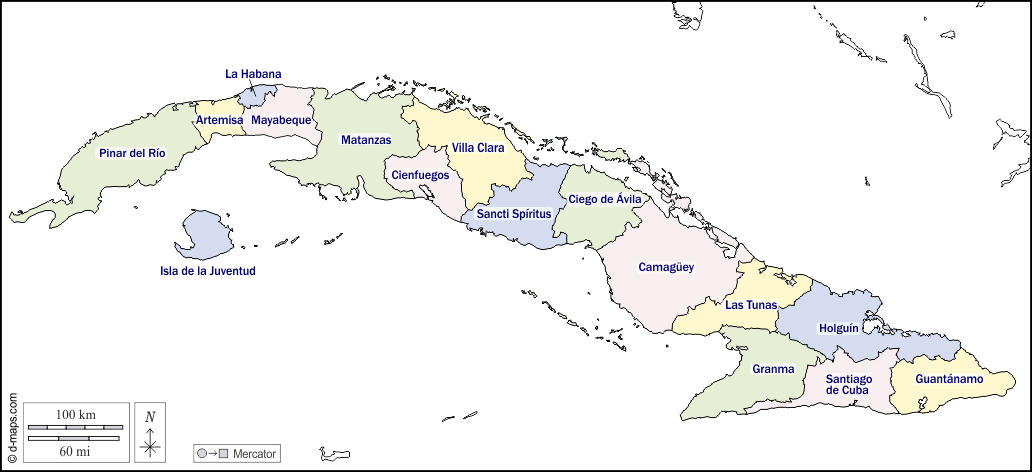 La Habana
Artemisa
Mayabeque
Matanzas
Pinar del Río
Villa Clara
Cienfuegos
Ciego de Ávila
Sancti Spíritus
Isla de la Juventud
Camagüey
Las Tunas
Holguín
Granma
Santiago
de Cuba
Guantánamo
© d-maps.com
100 km
60 mi
N
Mercator